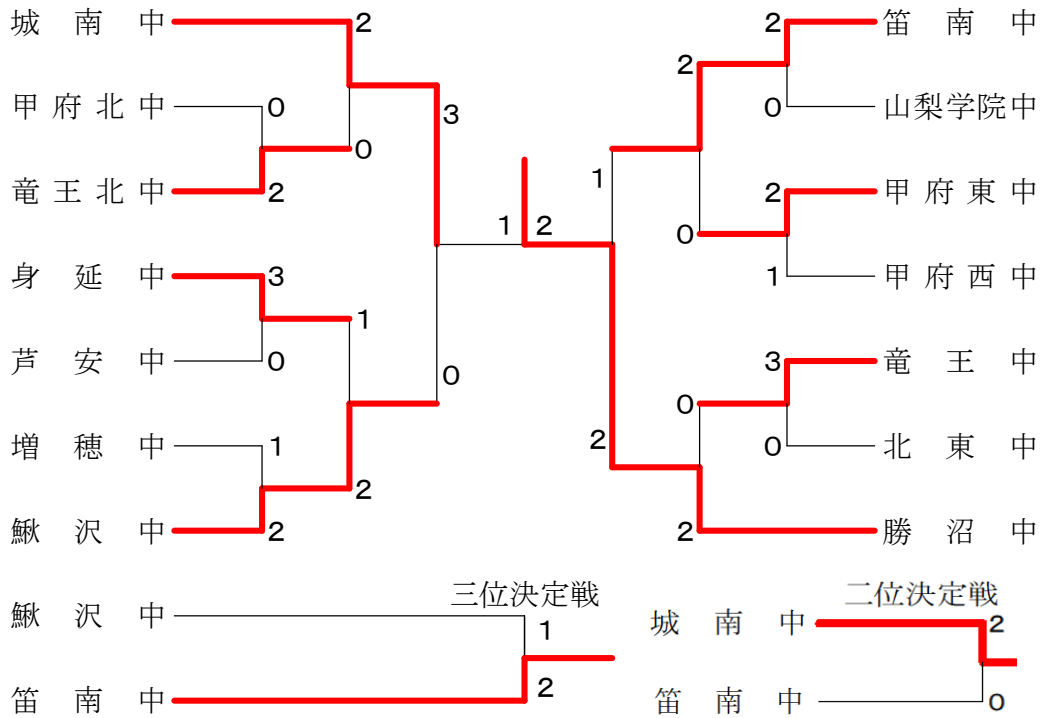 城南中
2
甲府北中
0
0
3
竜王北中
2
身延中
3
1
芦安中
0
0
増穂中
1
鰍沢中
2
2
1
2
笛南中
2
2
山梨学院中
0
1
甲府東中
2
0
甲府西中
1
竜王中
3
0
北東中
0
2
勝沼中
2
三位決定戦
鰍沢中
1
笛南中
2
二位決定戦
城南中
2
笛南中
0